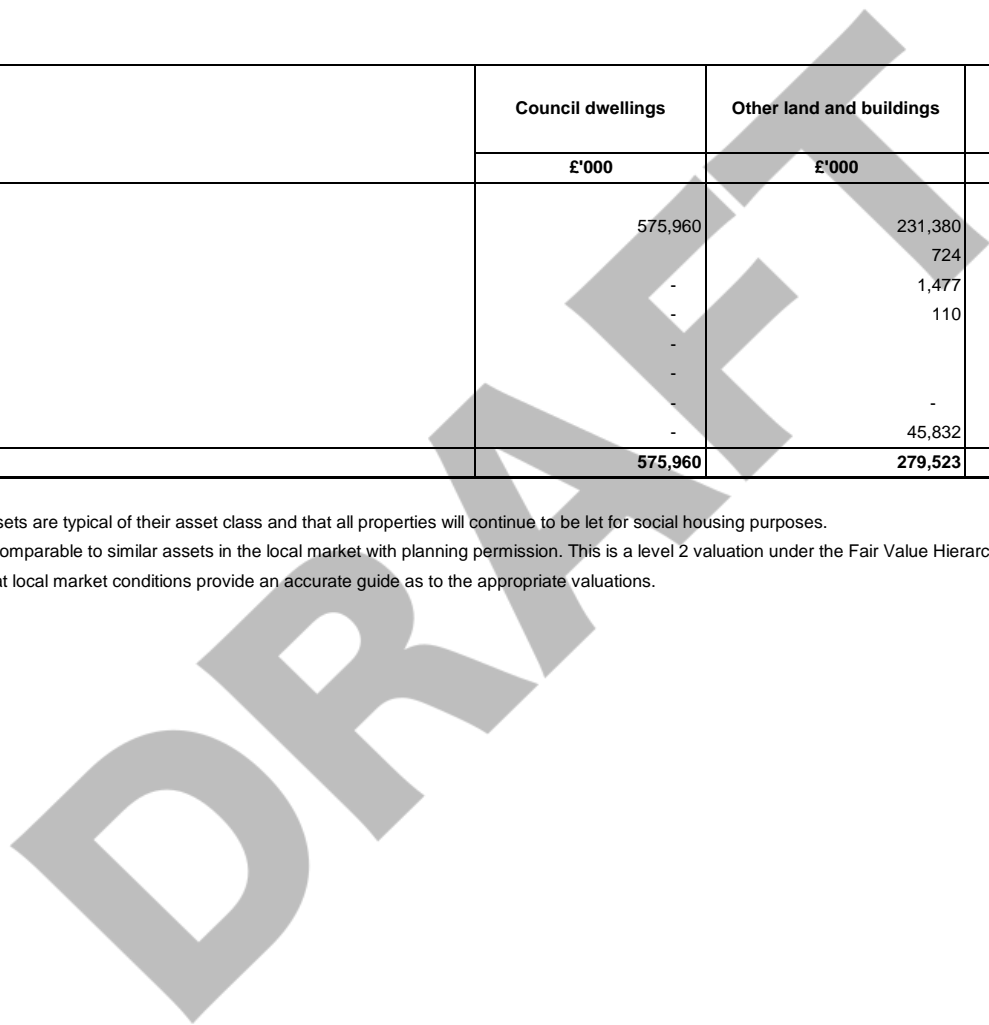 Council dwellings Other land and buildings
£'000 £'000
575,960 231,380
724
- 1,477
- 110
-
-
- -
- 45,832
575,960 279,523
sets are typical of their asset class and that all properties will continue to be let for social housing purposes.
omparable to similar assets in the local market with planning permission. This is a level 2 valuation under the Fair Value Hierarc
at local market conditions provide an accurate guide as to the appropriate valuations.
DRAFT